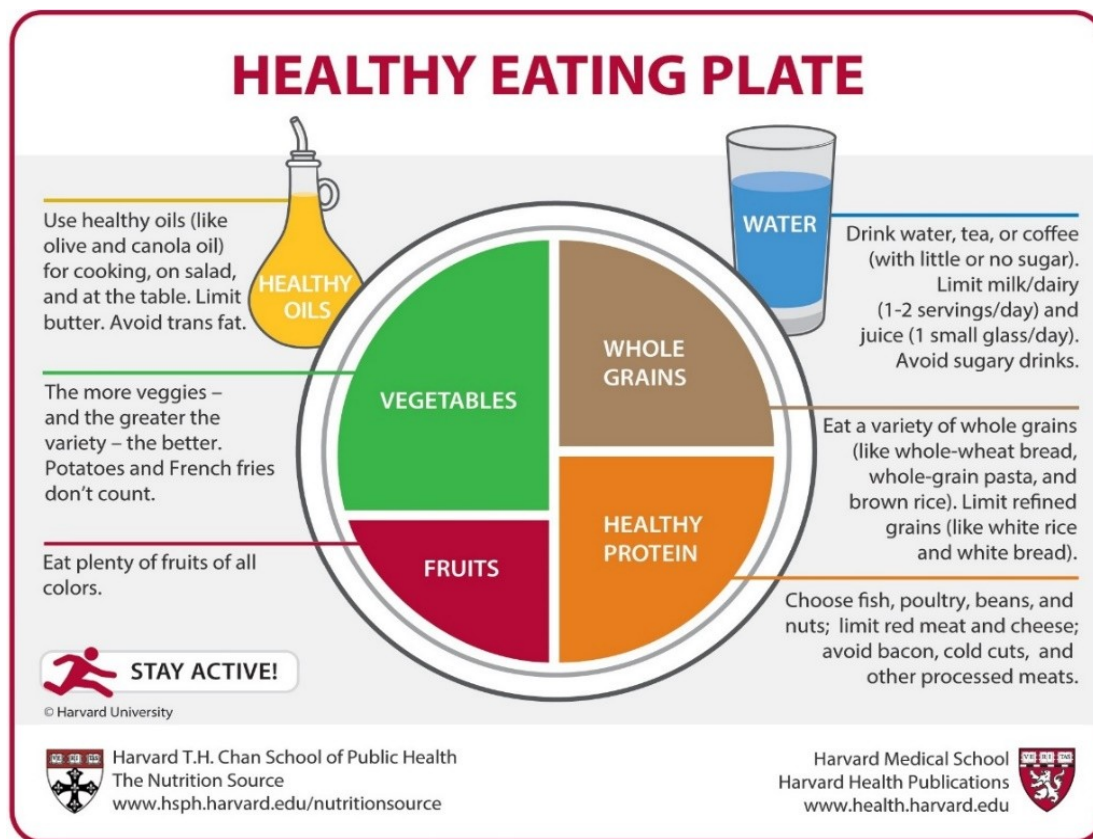 HEALTHY EATING PLATE
Use healthy oils (like
olive and canola oil)
for cooking, on salad,
and at the table. Limit
butter. Avoid trans fat.
HEALTHY
OILS
The more veggies –
and the greater the
variety – the better.
Potatoes and French fries
don’t count.
Eat plenty of fruits of all
colors.
VEGETABLES
FRUITS
WHOLE
GRAINS
HEALTHY
PROTEIN
WATER
Drink water, tea, or coffee
(with little or no sugar).
Limit milk/dairy
(1-2 servings/day) and
juice (1 small glass/day).
Avoid sugary drinks.
Eat a variety of whole grains
(like whole-wheat bread,
whole-grain pasta, and
brown rice). Limit refined
grains (like white rice
and white bread).
Choose fish, poultry, beans, and
nuts; limit red meat and cheese;
avoid bacon, cold cuts, and
other processed meats.
STAY ACTIVE!
© Harvard University
Harvard T.H. Chan School of Public Health
The Nutrition Source
www.hsph.harvard.edu/nutritionsource
Harvard Medical School
Harvard Health Publications
www.health.harvard.edu